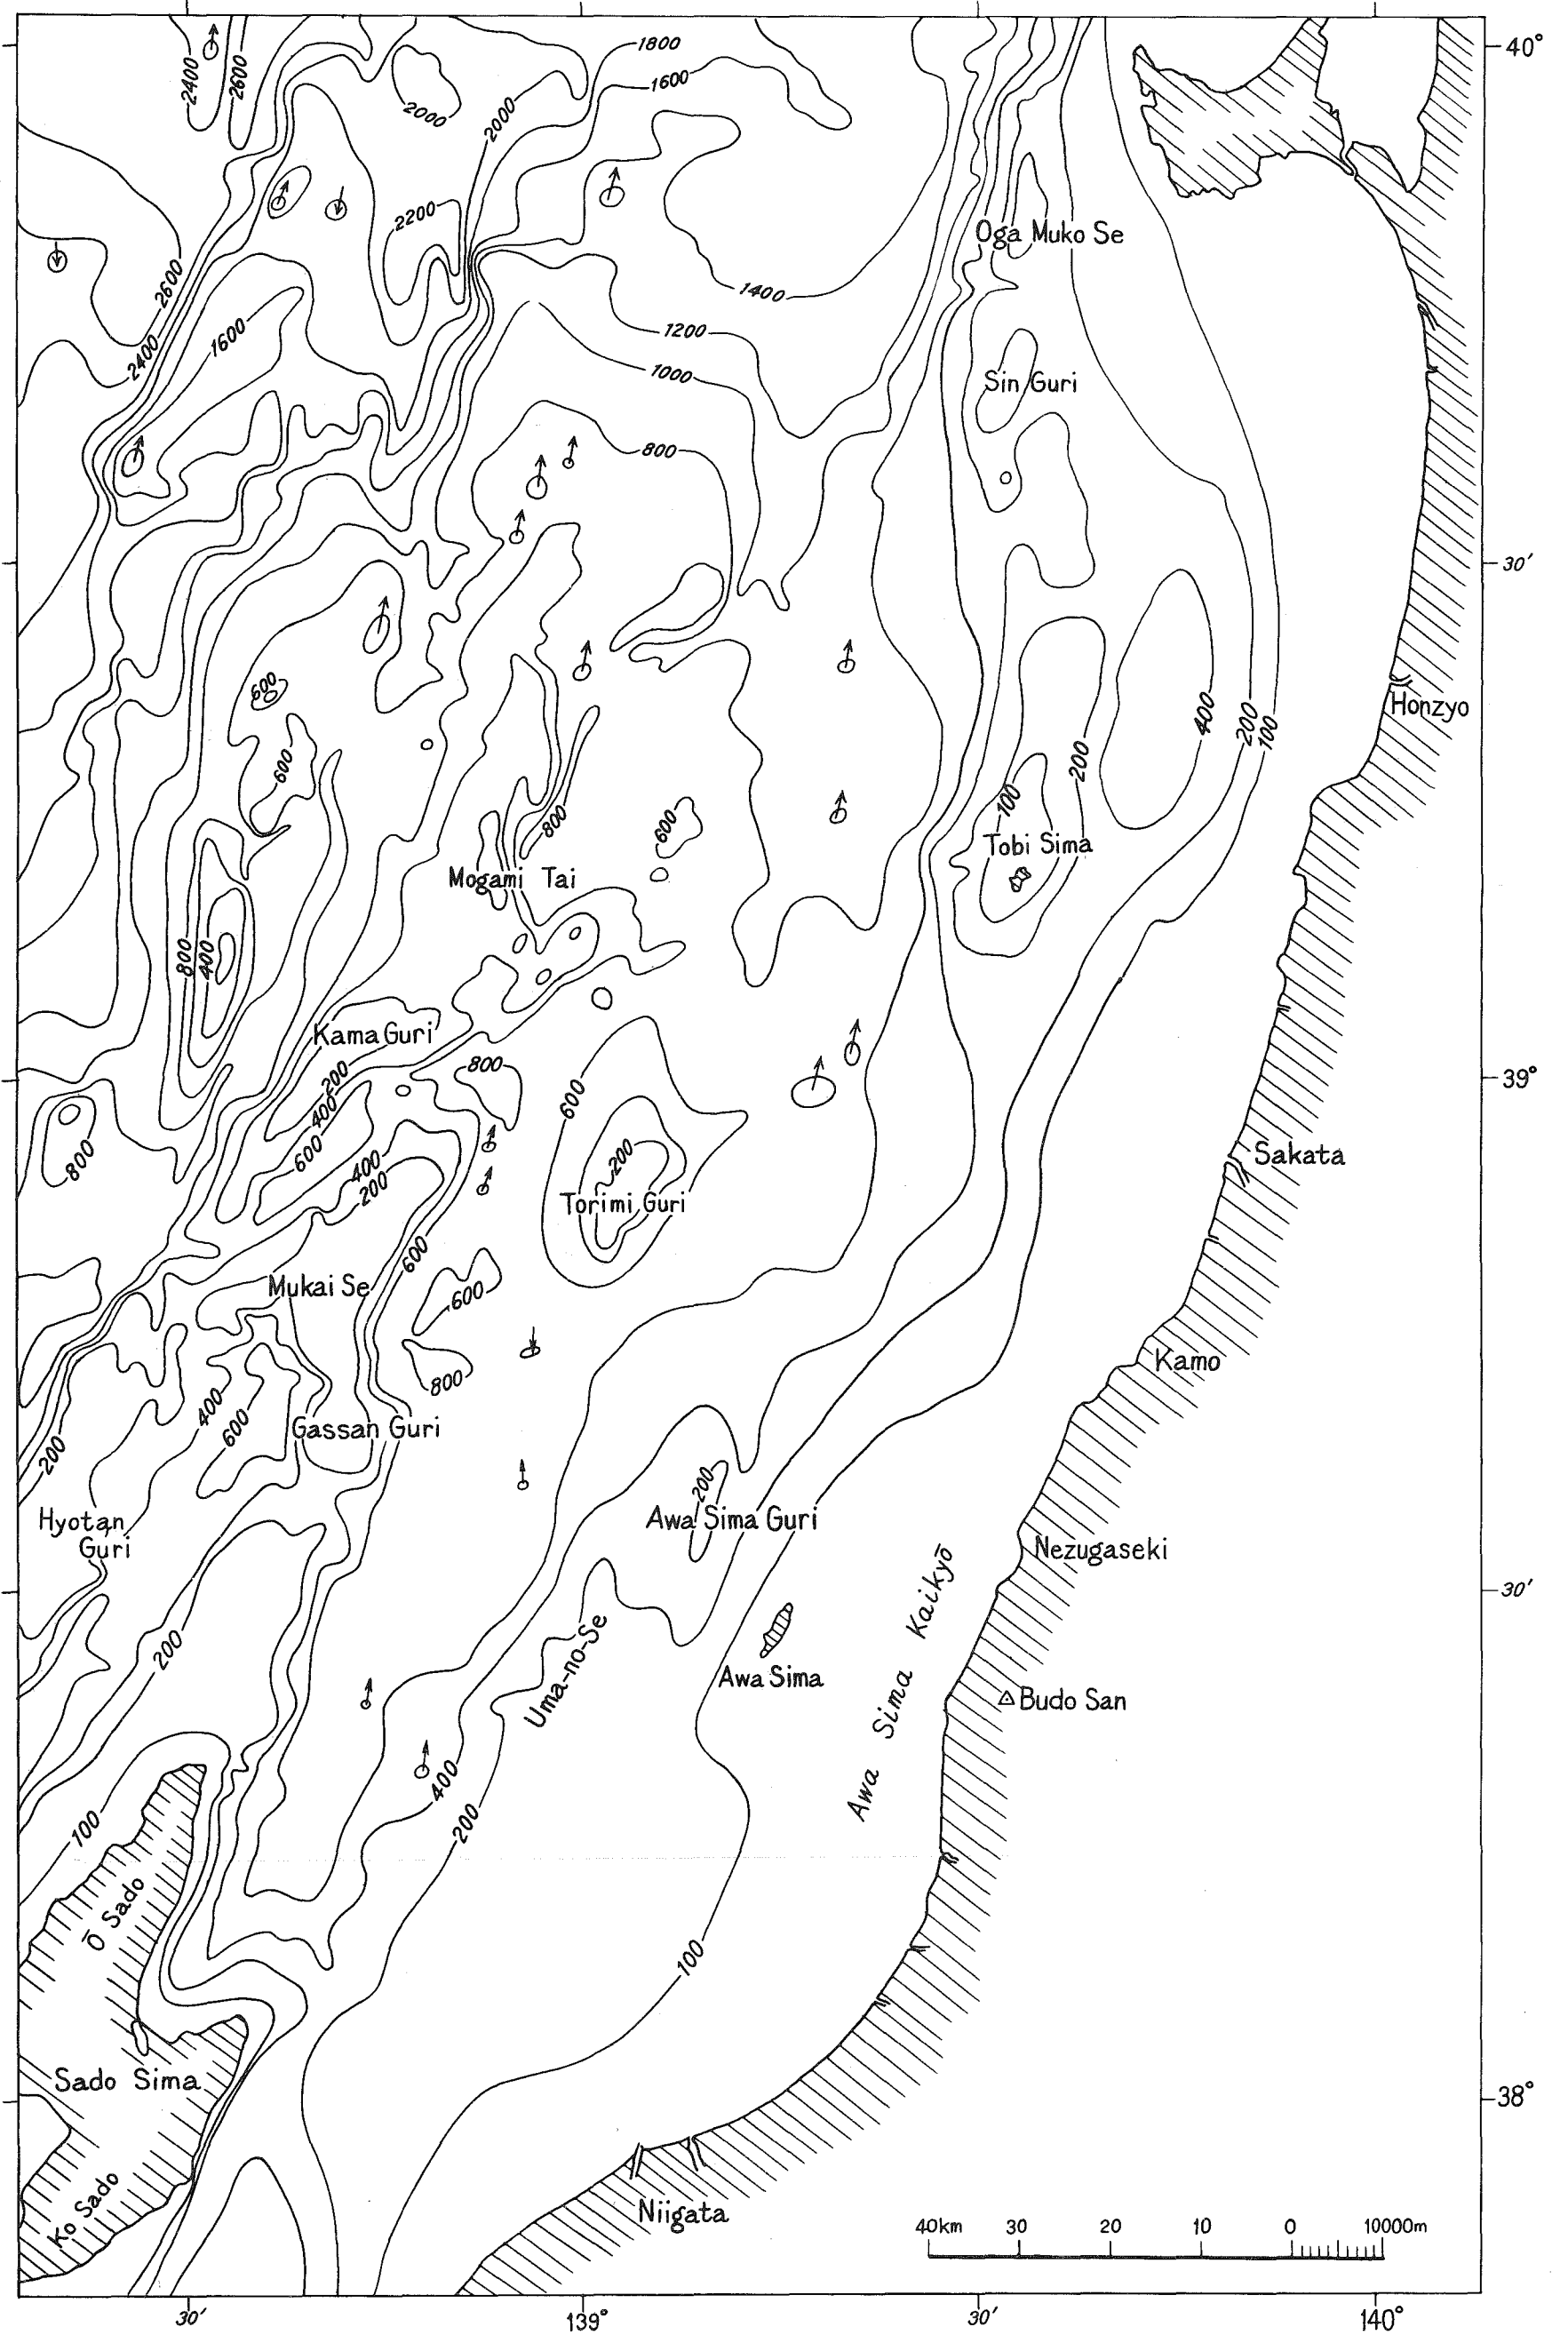 40°
1800
1600
2400
2600
2000
2000
2200
Oga Muko Se
2600
1400
1200
1600
2400
1000
Sin Guri
800
30′
600
Honzyo
400
200
100
600
200
100
800
600
Tobi Sima
Mogami Tai
800
400
Kama Guri
800
200
39°
600
400
600
800
400
200
200
Sakata
Torimi Guri
600
Mukai Se
600
Kamo
800
400
600
Gassan Guri
200
200
Hyotan
Guri
Awa Sima Guri
Nezugaseki
30′
Awa Sima Kaikyō
200
Uma-no-Se
Awa Sima
Budo San
400
200
100
Ō Sado
100
Sado Sima
38°
Ko Sado
Niigata
40km 30 20 10 0 10000m
30′ 139° 30′ 140°